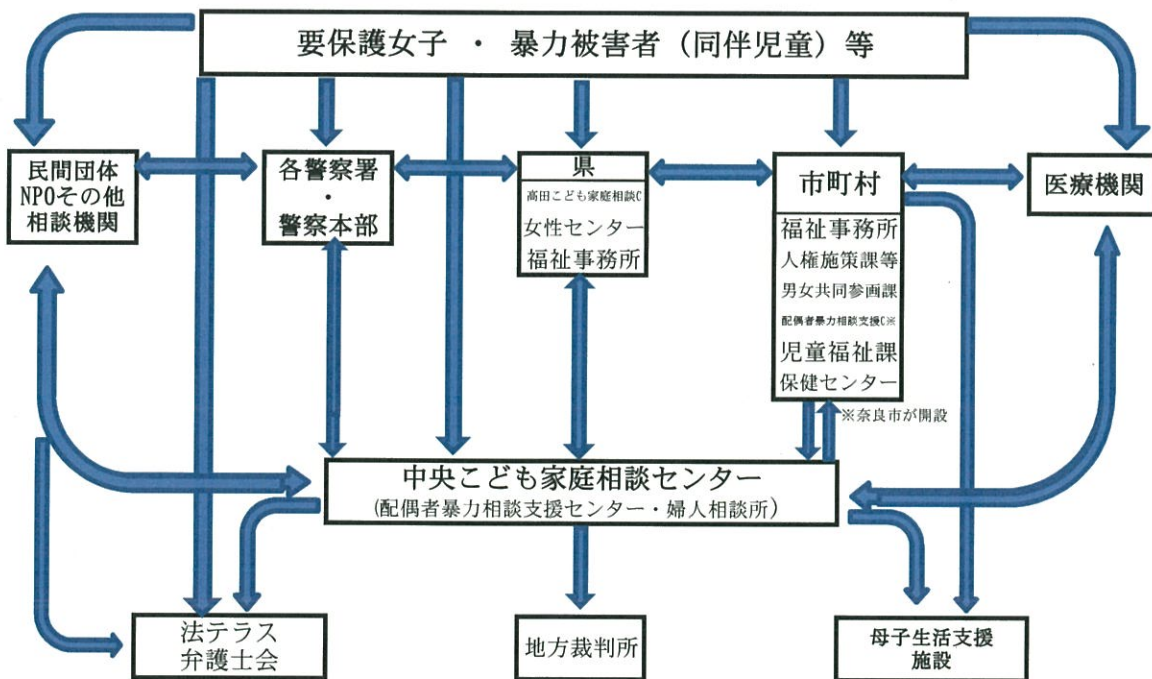 要保護女子 ・ 暴力被害者（同伴児童）等
民間団体
NPOその他
相談機関
各警察署
・
警察本部
県
高田こども家庭相談C
女性センター
福祉事務所
市町村
福祉事務所
人権施策課等
男女共同参画課
配偶者暴力相談支援C※
児童福祉課
保健センター
医療機関
※奈良市が開設
中央こども家庭相談センター
(配偶者暴力相談支援センター・婦人相談所)
法テラス
弁護士会
地方裁判所
母子生活支援
施設